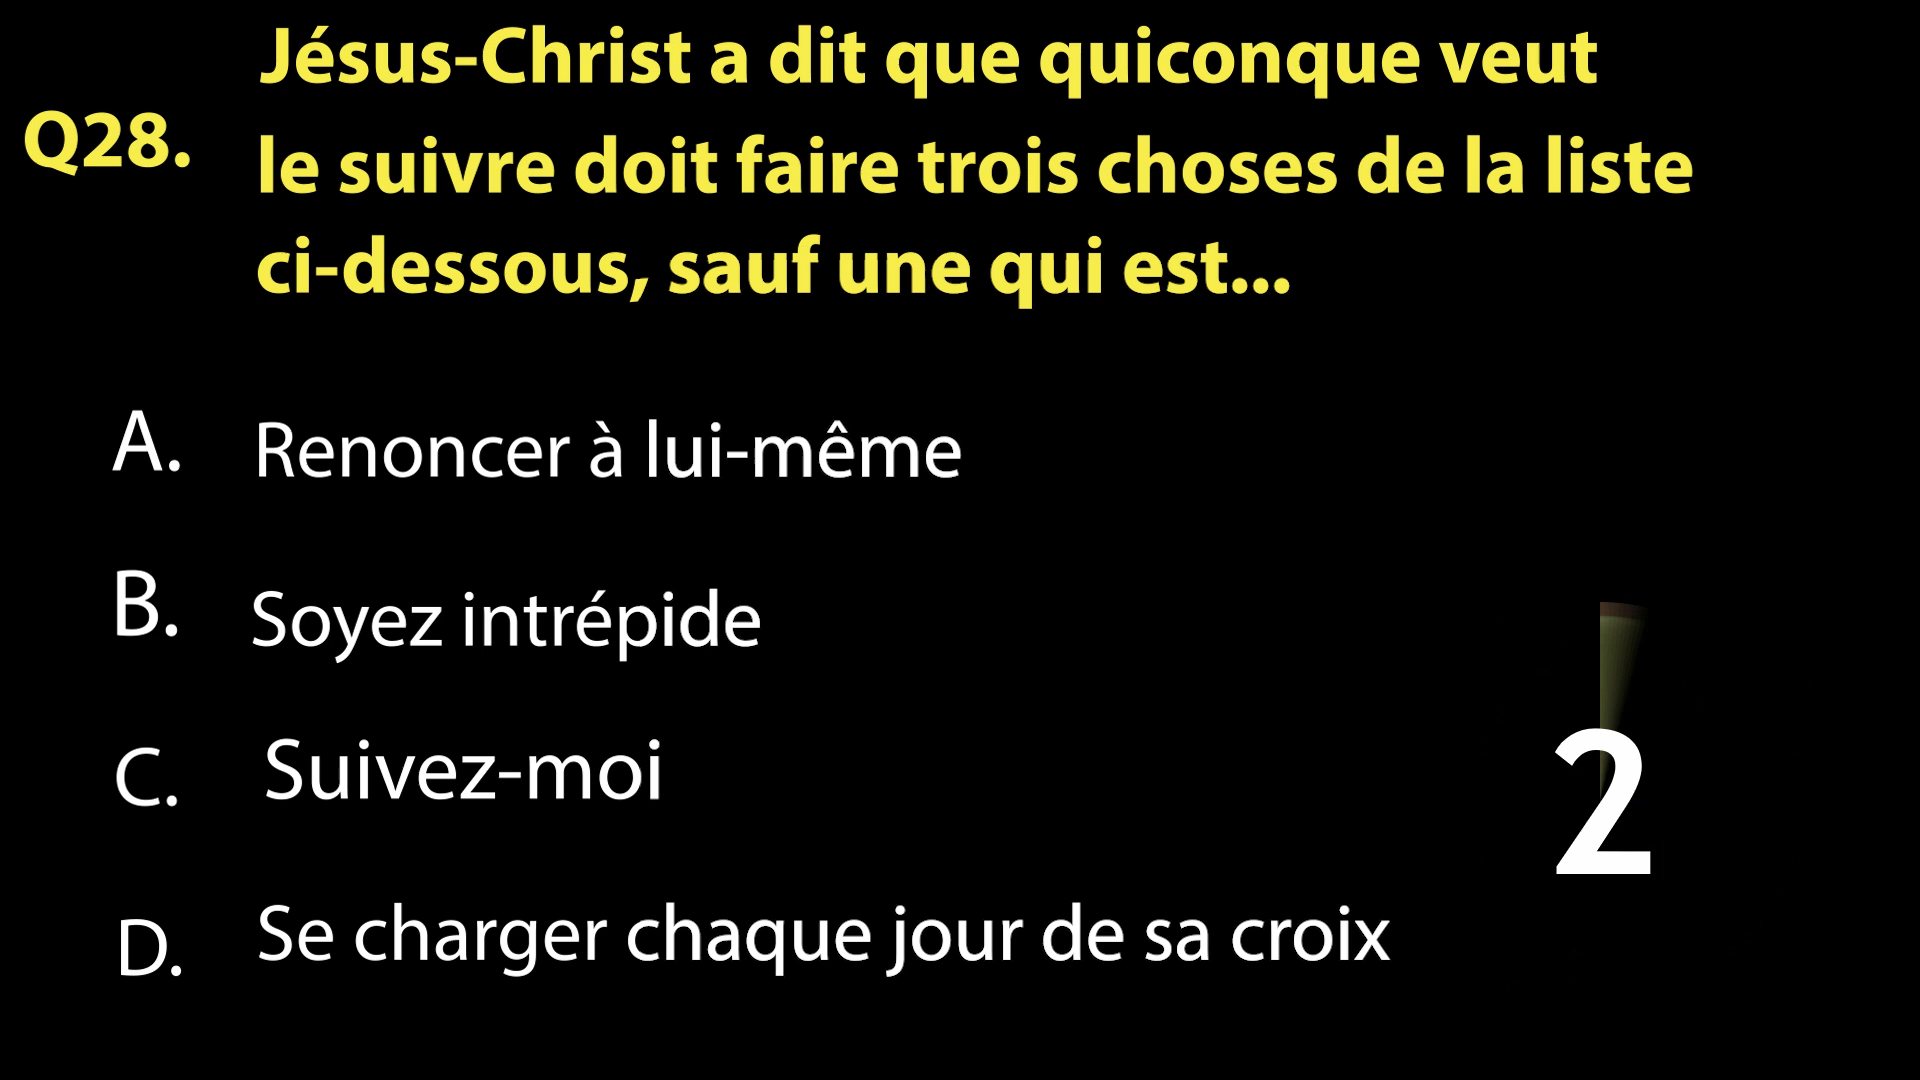 Jésus-Christ a dit que quiconque veut
Q28. le suivre doit faire trois choses de la liste
ci-dessous, sauf une qui est...
A. Renoncer à lui-même
B. Soyez intrépide
C. Suivez-moi
2
D. Se charger chaque jour de sa croix